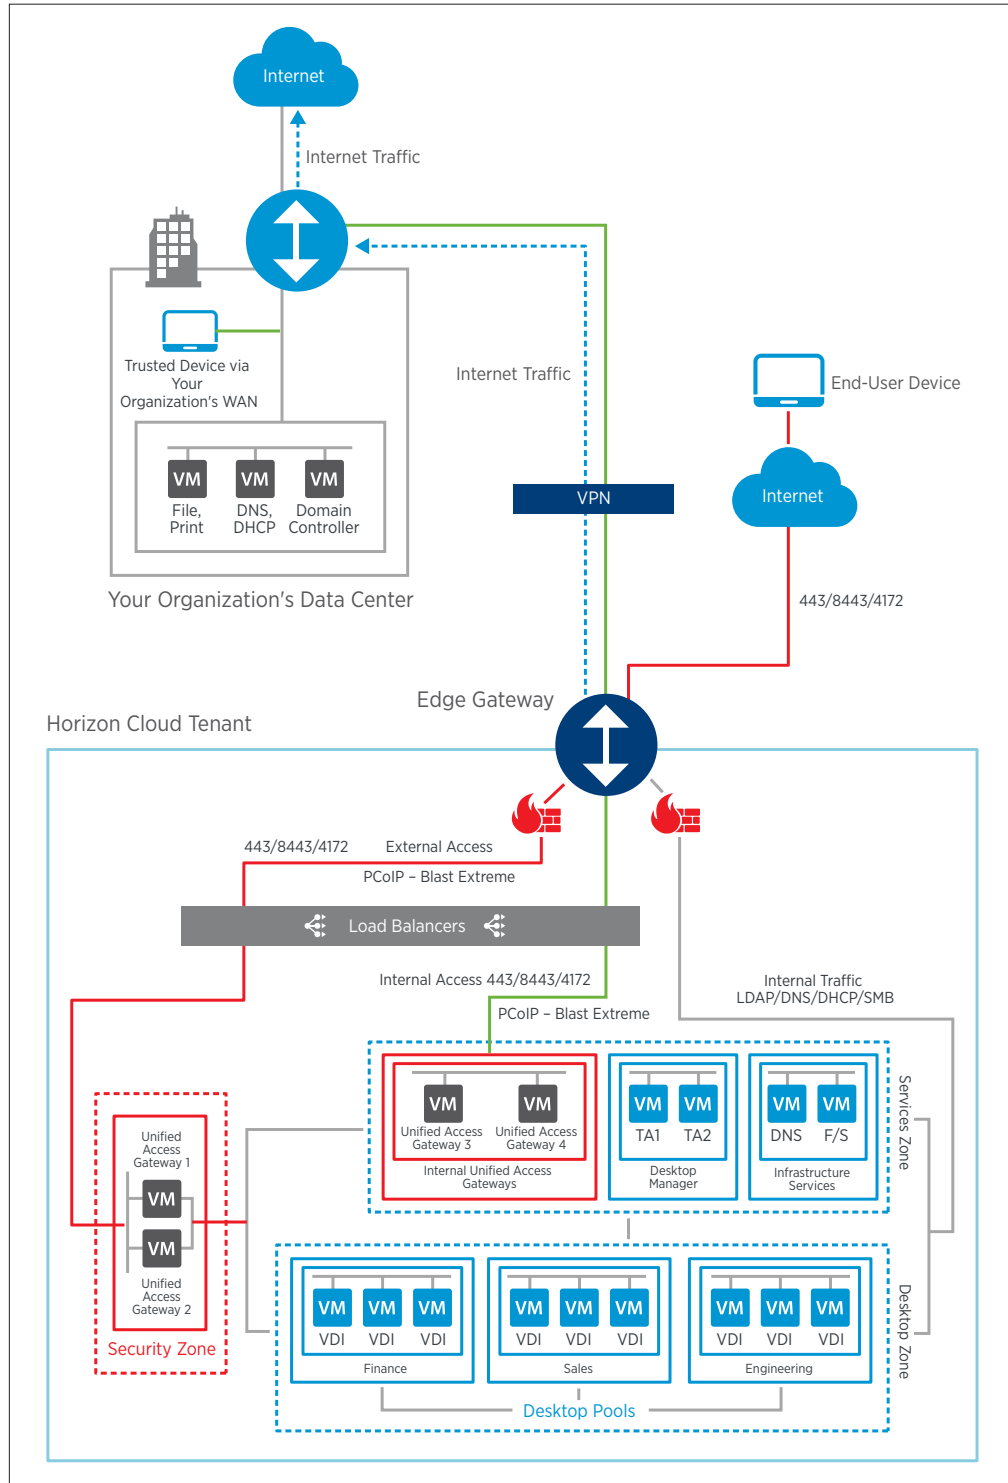 Internet
Internet Traffic
Trusted Device via
Your
Organization's WAN
VM
VM
VM
File,
Print
DNS,
DHCP
Domain
Controller
Your Organization's Data Center
Internet Traffic
VPN
End-User Device
Internet
443/8443/4172
Edge Gateway
Horizon Cloud Tenant
443/8443/4172
External Access
PCoIP – Blast Extreme
Load Balancers
Internal Access 443/8443/4172
PCoIP – Blast Extreme
Internal Traffic
LDAP/DNS/DHCP/SMB
VM
VM
Unified Access
Gateway 3
Unified Access
Gateway 4
Internal Unified Access
Gateways
VM
VM
TA1
TA2
Desktop
Manager
VM
VM
DNS
F/S
Infrastructure
Services
Services Zone
Unified
Access
Gateway 1
VM
VM
Unified
Access
Gateway 2
Security Zone
VM
VM
VM
VDI
VDI
VDI
Finance
VM
VM
VM
VDI
VDI
VDI
Sales
VM
VM
VM
VDI
VDI
VDI
Engineering
Desktop Zone
Desktop Pools